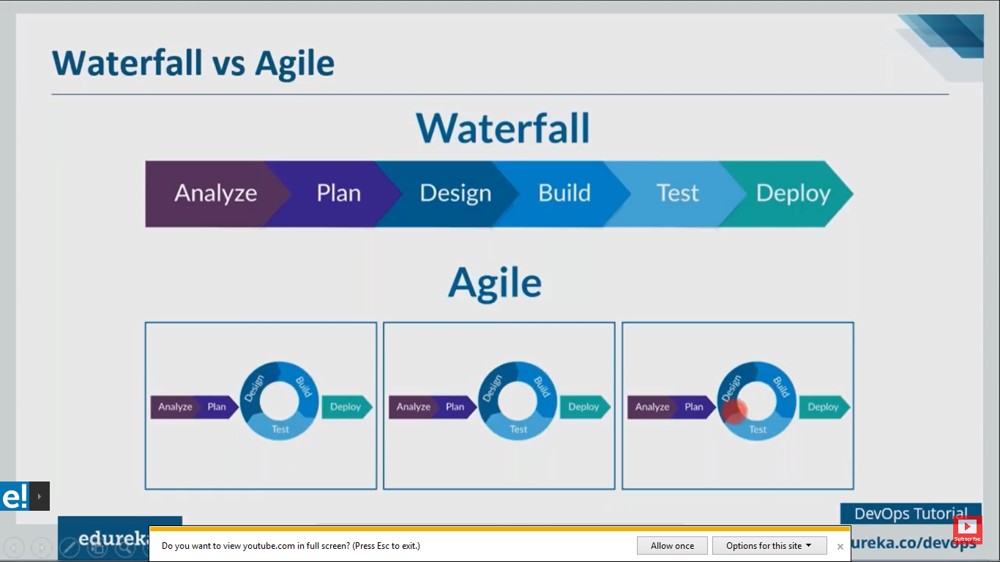 Waterfall vs Agile
Waterfall
Analyze Plan Design Build Test Deploy
Agile
Analyze Plan Design Build Test Deploy
Analyze Plan Design Build Test Deploy
Analyze Plan Design Build Test Deploy
e!
DevOps Tutorial
Subscribe
edureka
ureka.co/devops
Do you want to view youtube.com in full screen? (Press Esc to exit.)
Allow once
Options for this site